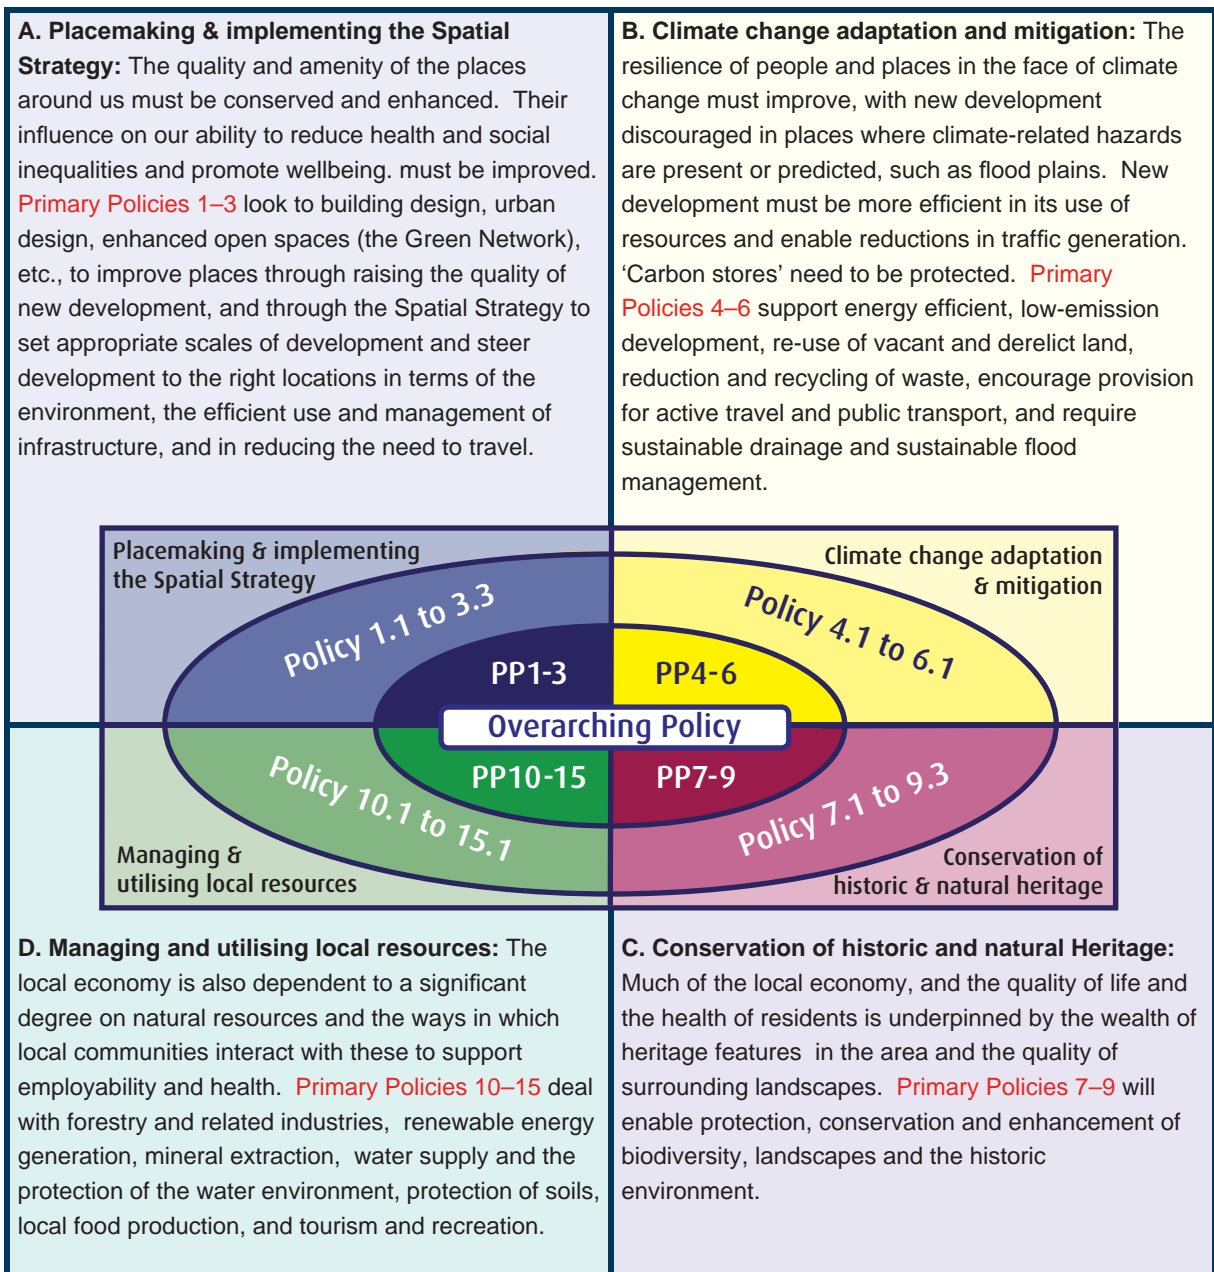 A. Placemaking & implementing the Spatial
Strategy: The quality and amenity of the places
around us must be conserved and enhanced. Their
influence on our ability to reduce health and social
inequalities and promote wellbeing. must be improved.
Primary Policies 1–3 look to building design, urban
design, enhanced open spaces (the Green Network),
etc., to improve places through raising the quality of
new development, and through the Spatial Strategy to
set appropriate scales of development and steer
development to the right locations in terms of the
environment, the efficient use and management of
infrastructure, and in reducing the need to travel.
B. Climate change adaptation and mitigation: The
resilience of people and places in the face of climate
change must improve, with new development
discouraged in places where climate-related hazards
are present or predicted, such as flood plains. New
development must be more efficient in its use of
resources and enable reductions in traffic generation.
‘Carbon stores’ need to be protected. Primary
Policies 4–6 support energy efficient, low-emission
development, re-use of vacant and derelict land,
reduction and recycling of waste, encourage provision
for active travel and public transport, and require
sustainable drainage and sustainable flood
management.
Placemaking & implementing
the Spatial Strategy
Climate change adaptation
& mitigation
Policy 1.1 to 3.3
Policy 4.1 to 6.1
PP1-3
PP4-6
Overarching Policy
PP10-15
PP7-9
Policy 10.1 to 15.1
Policy 7.1 to 9.3
Managing &
utilising local resources
Conservation of
historic & natural heritage
D. Managing and utilising local resources: The
local economy is also dependent to a significant
degree on natural resources and the ways in which
local communities interact with these to support
employability and health. Primary Policies 10–15 deal
with forestry and related industries, renewable energy
generation, mineral extraction, water supply and the
protection of the water environment, protection of soils,
local food production, and tourism and recreation.
C. Conservation of historic and natural Heritage:
Much of the local economy, and the quality of life and
the health of residents is underpinned by the wealth of
heritage features in the area and the quality of
surrounding landscapes. Primary Policies 7–9 will
enable protection, conservation and enhancement of
biodiversity, landscapes and the historic
environment.